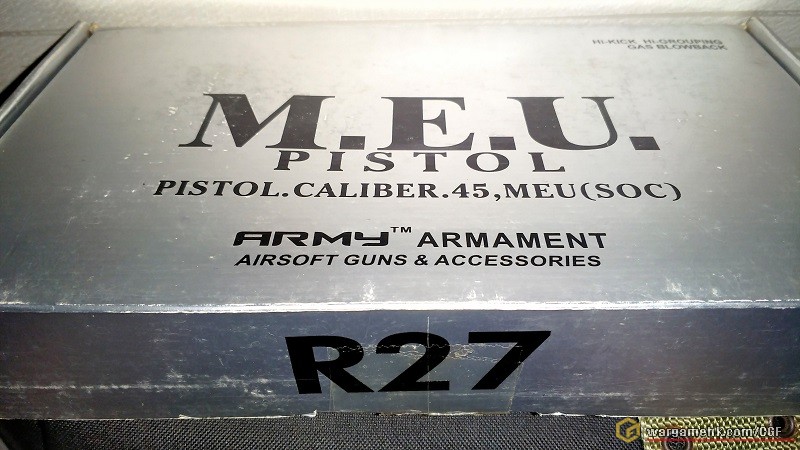 HI-KICK, HI-GROUPING
GAS BLOWBACK
M.E.U.
PISTOL
PISTOL.CALIBER.45,MEU(SOC)
ARMY™ ARMAMENT
AIRSOFT GUNS & ACCESSORIES
R27
wargamehk.com/CGF